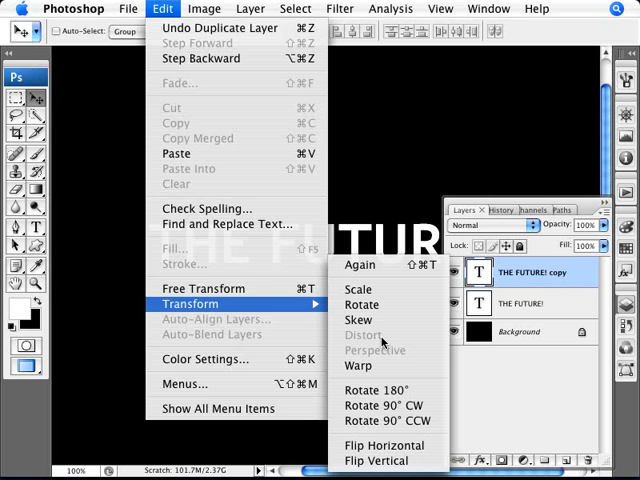 Photoshop File Edit Image Layer Select Filter Analysis View Window Help
Auto-Select: Group
Ps
Undo Duplicate Layer ⌘Z
Step Forward ⇧⌘Z
Step Backward ⌥⌘Z
Fade... ⇧⌘F
Cut ⌘X
Copy ⌘C
Copy Merged ⇧⌘C
Paste ⌘V
Paste Into ⇧⌘V
Clear
Check Spelling...
Find and Replace Text...
Fill... ⇧F5
Stroke...
Free Transform ⌘T
Transform
Auto-Align Layers...
Auto-Blend Layers
Color Settings... ⇧⌘K
Menus... ⌥⇧⌘M
Show All Menu Items
THE FUTUR
Again ⇧⌘T
Scale
Rotate
Skew
Distort
Perspective
Warp
Rotate 180°
Rotate 90° CW
Rotate 90° CCW
Flip Horizontal
Flip Vertical
Layers × History hannels Paths
Normal Opacity: 100%
Lock: Fill: 100%
T THE FUTURE! copy
T THE FUTURE!
Background
fx
100% Scratch: 101.7M/2.37G